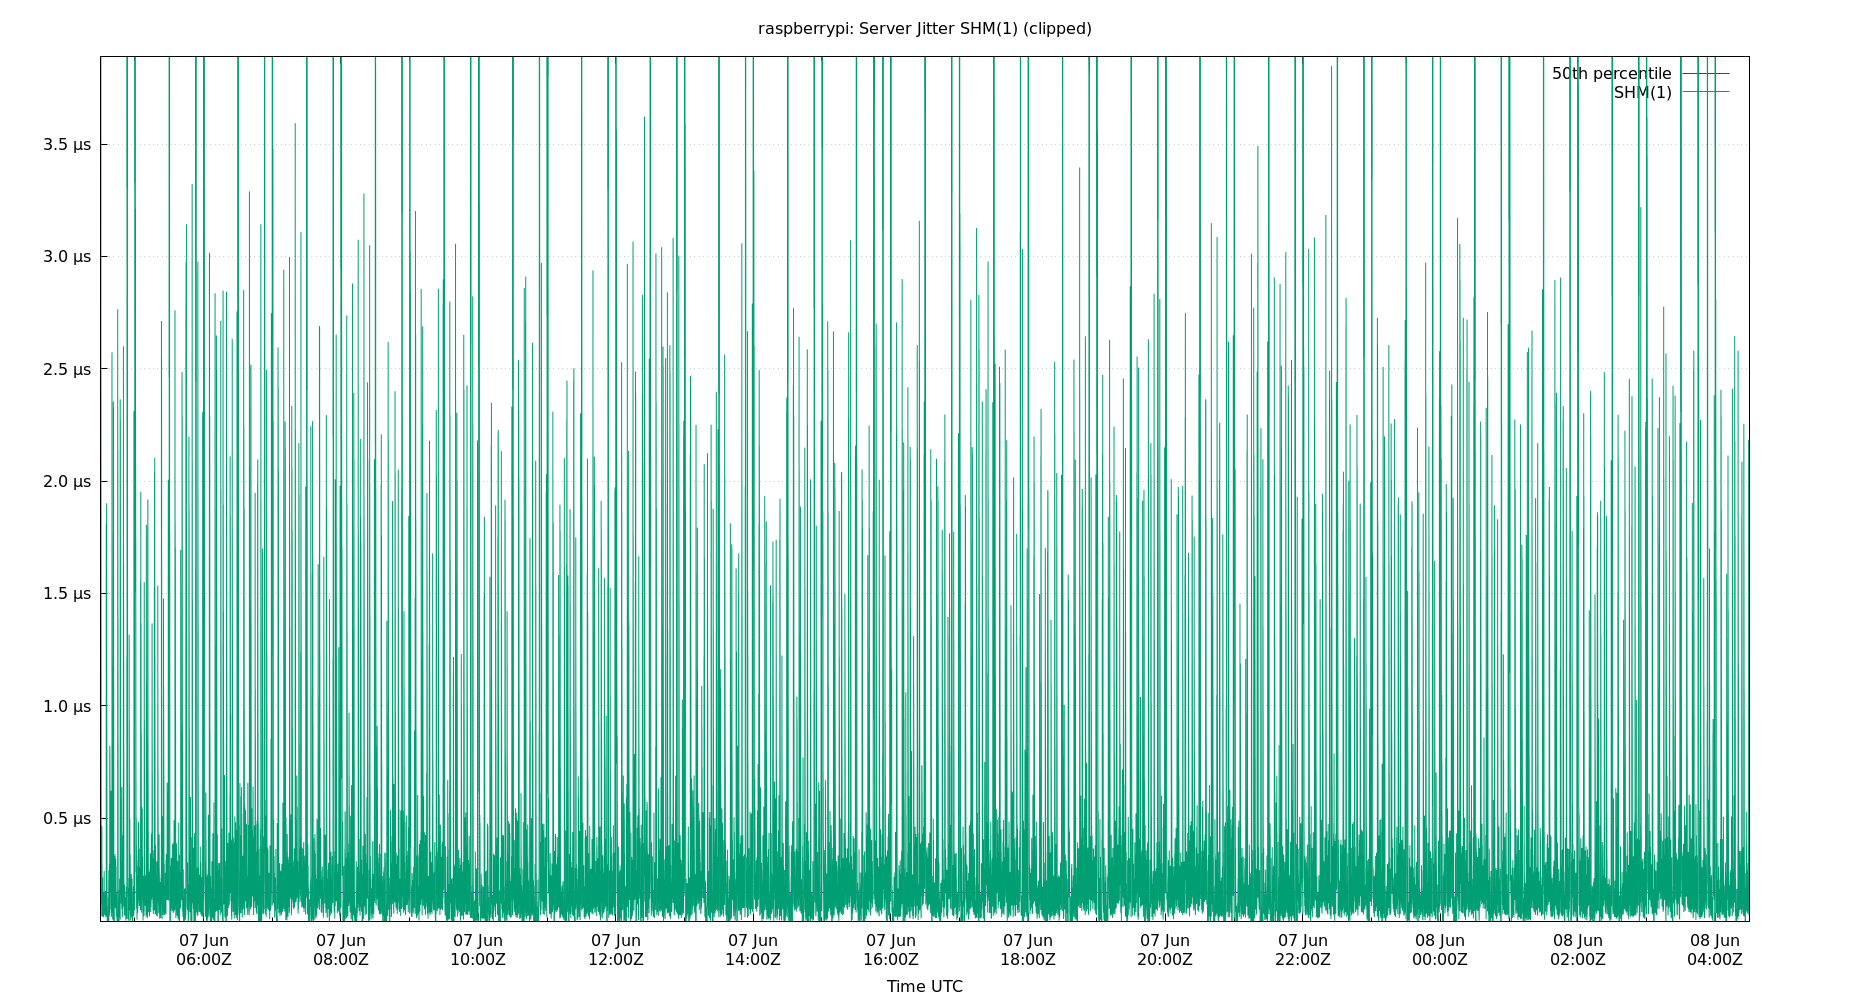 raspberrypi: Server Jitter SHM(1) (clipped)
50th percentile
SHM(1)
3.5 µs
3.0 µs
2.5 µs
2.0 µs
1.5 µs
1.0 µs
0.5 µs
07 Jun 07 Jun 07 Jun 07 Jun 07 Jun 07 Jun 07 Jun 07 Jun 07 Jun 08 Jun 08 Jun 08 Jun
06:00Z 08:00Z 10:00Z 12:00Z 14:00Z 16:00Z 18:00Z 20:00Z 22:00Z 00:00Z 02:00Z 04:00Z
Time UTC